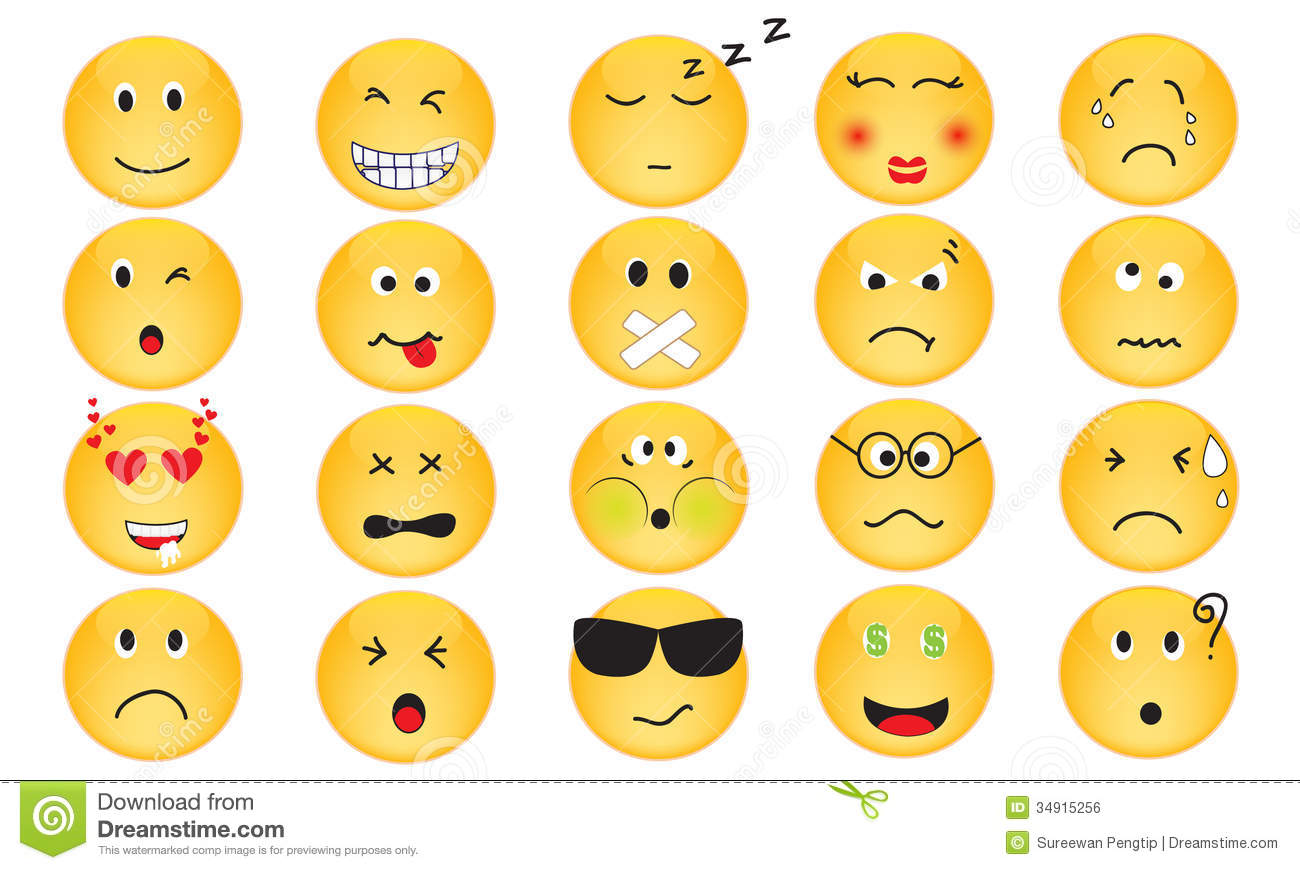 z z z
$ $
?
Download from
Dreamstime.com
This watermarked comp image is for previewing purposes only.
ID 34915256
© Sureewan Pengtip | Dreamstime.com